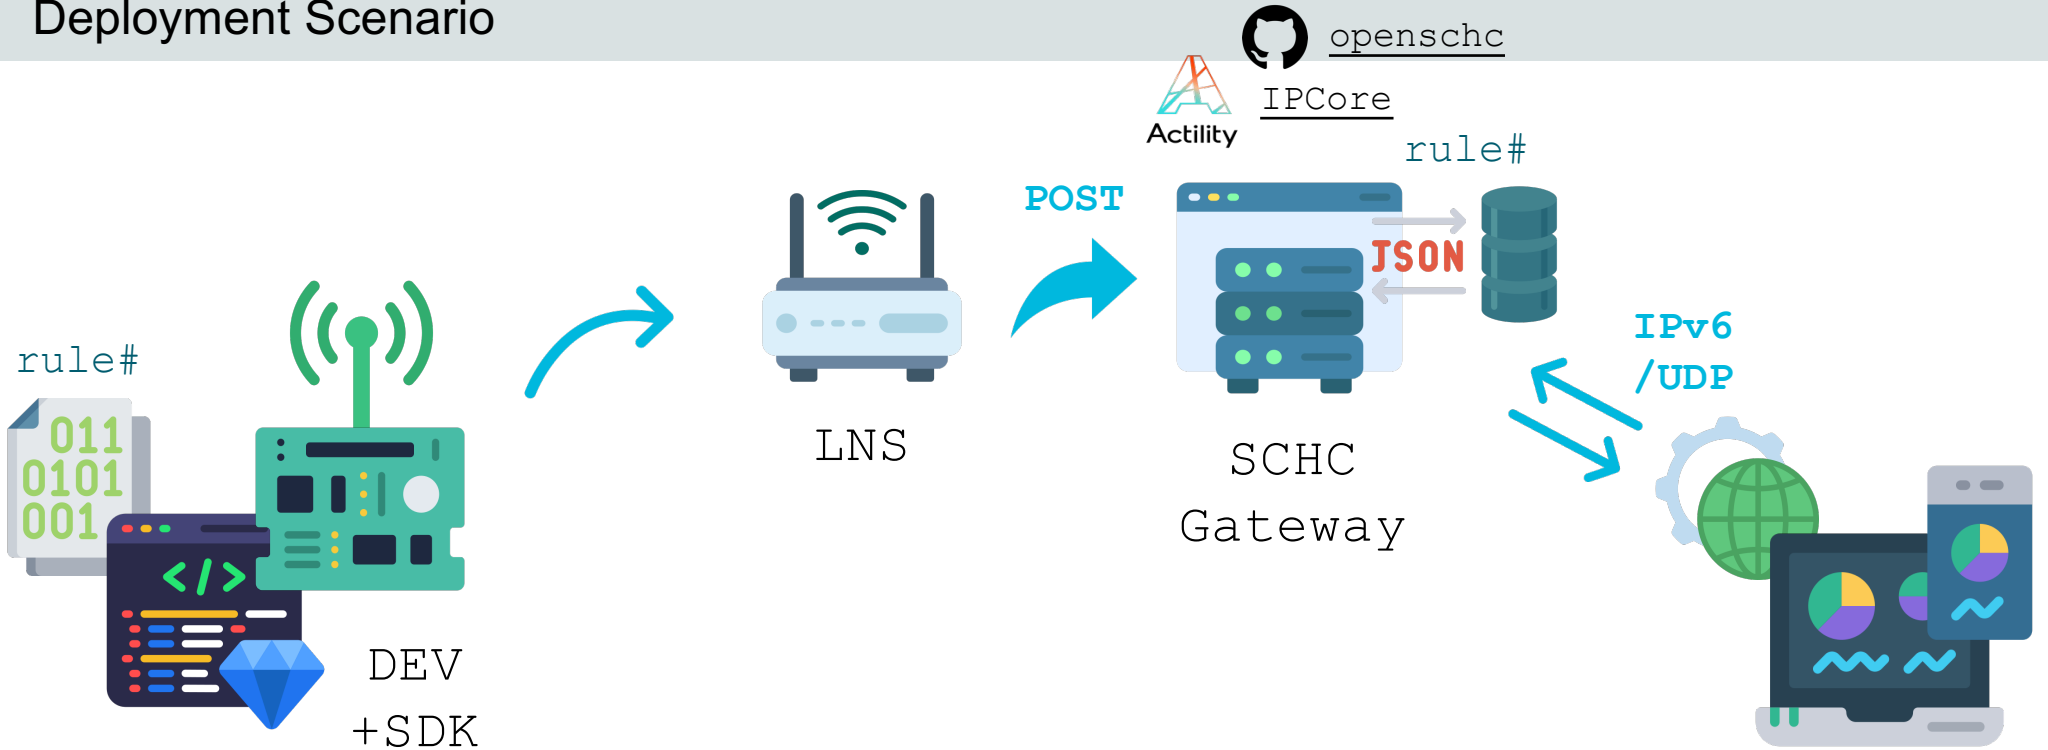 Deployment Scenario
openschc
IPCore
Actility
rule#
POST
JSON
IPv6
/UDP
rule#
011
0101
001
</>
LNS
SCHC
Gateway
DEV
+SDK